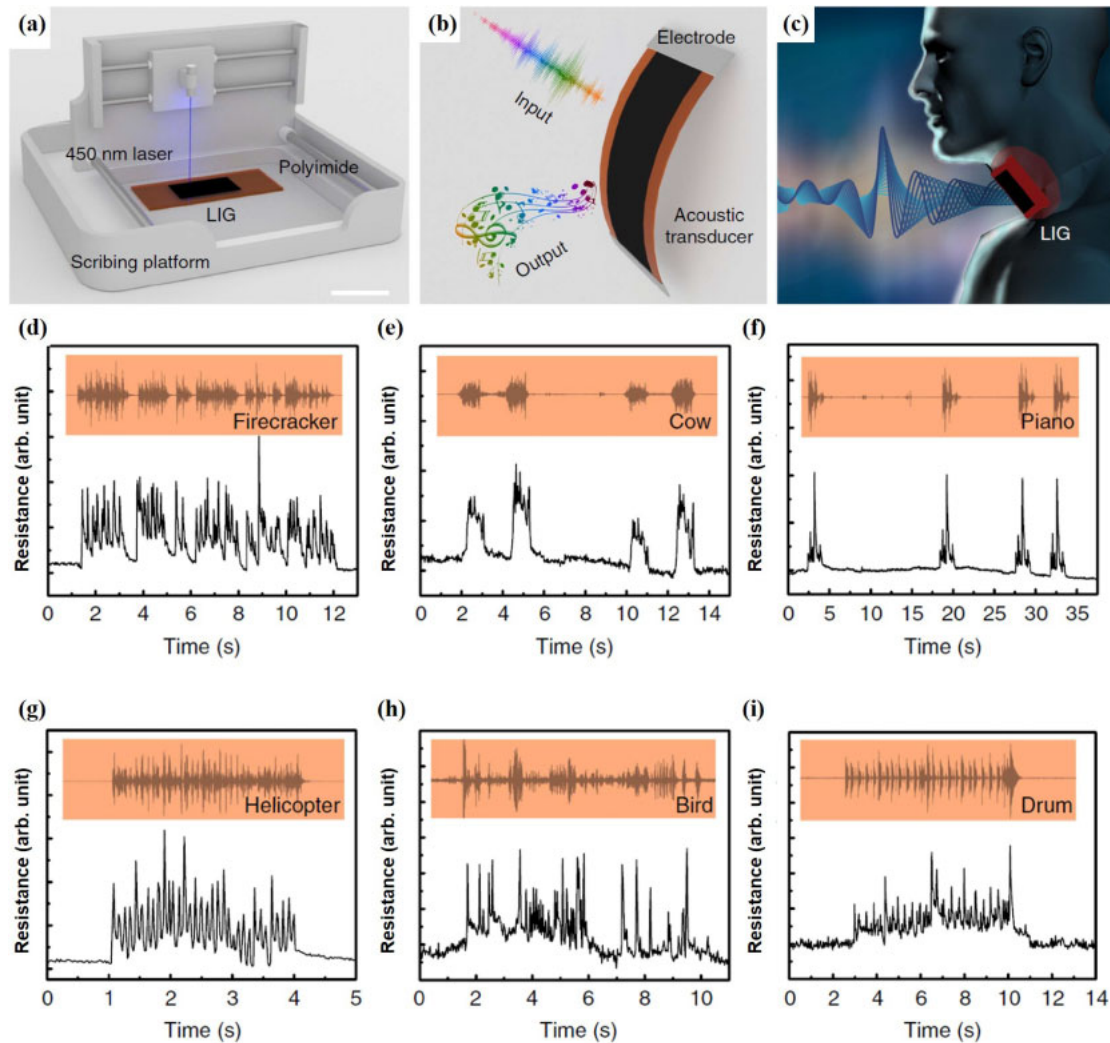 (a)
450 nm laser
Polyimide
LIG
Scribing platform
(b)
Electrode
Input
Output
Acoustic
transducer
(c)
LIG
(d)
Resistance (arb. unit)
Firecracker
0 2 4 6 8 10 12
Time (s)
(e)
Resistance (arb. unit)
Cow
0 2 4 6 8 10 12 14
Time (s)
(f)
Resistance (arb. unit)
Piano
0 5 10 15 20 25 30 35
Time (s)
(g)
Resistance (arb. unit)
Helicopter
0 1 2 3 4 5
Time (s)
(h)
Resistance (arb. unit)
Bird
0 2 4 6 8 10
Time (s)
(i)
Resistance (arb. unit)
Drum
0 2 4 6 8 10 14
Time (s)